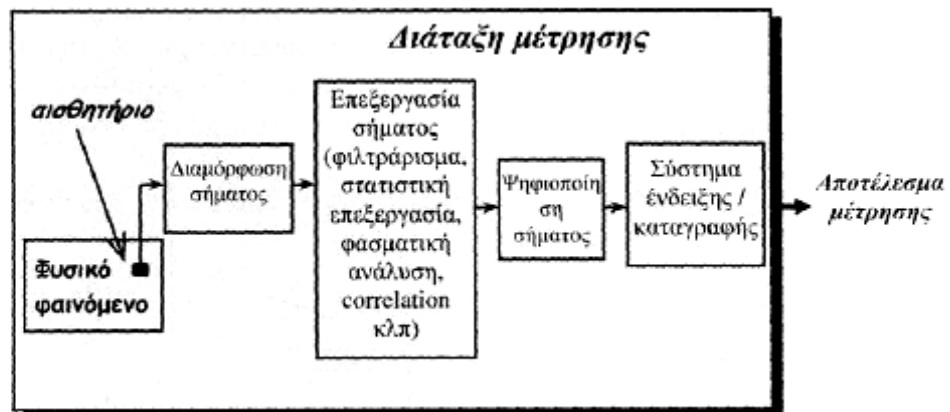 Διάταξη μέτρησης
αισθητήριο
Φυσικό
φαινόμενο
Διαμόρφωση
σήματος
Επεξεργασία
σήματος
(φιλτράρισμα,
στατιστική
επεξεργασία,
φασματική
ανάλυση,
correlation
κλπ)
Ψηφιοποίη
ση
σήματος
Σύστημα
ένδειξης /
καταγραφής
Αποτέλεσμα
μέτρησης